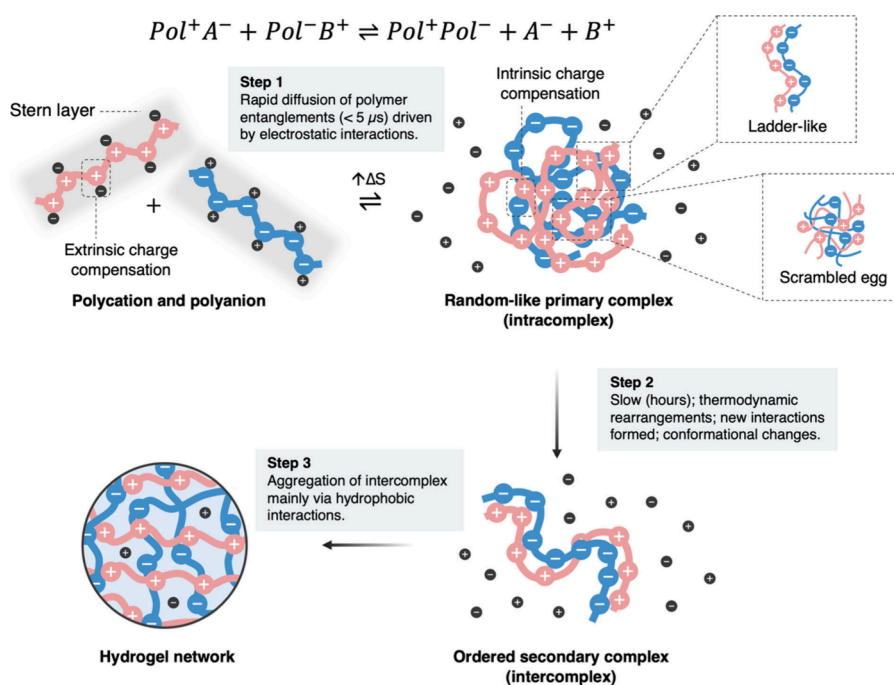 Pol⁺A⁻ + Pol⁻B⁺ ⇌ Pol⁺Pol⁻ + A⁻ + B⁺
Step 1
Rapid diffusion of polymer
entanglements (< 5 µs) driven
by electrostatic interactions.
Stern layer
+
Extrinsic charge
compensation
Polycation and polyanion
↑ΔS
⇌
Intrinsic charge
compensation
Random-like primary complex
(intracomplex)
Ladder-like
Scrambled egg
Step 2
Slow (hours); thermodynamic
rearrangements; new interactions
formed; conformational changes.
Step 3
Aggregation of intercomplex
mainly via hydrophobic
interactions.
Hydrogel network
Ordered secondary complex
(intercomplex)